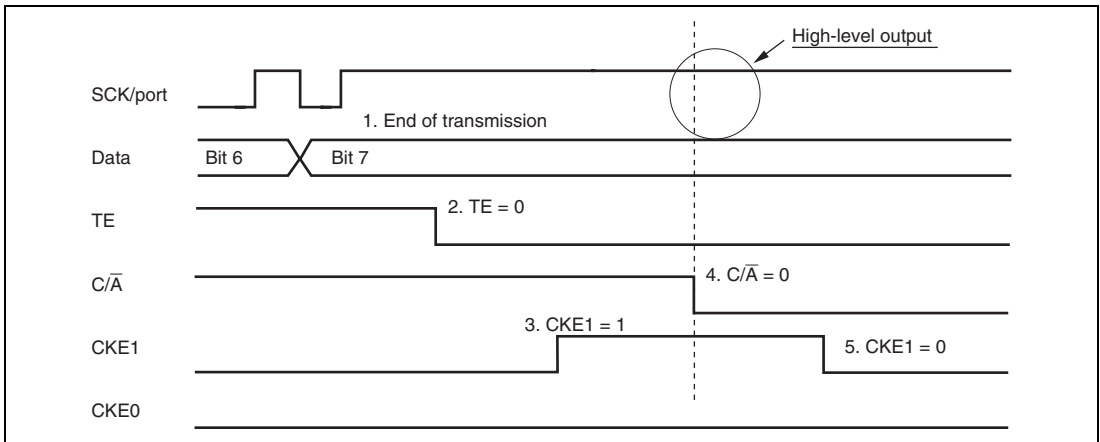 High-level output
SCK/port
1. End of transmission
Data
Bit 6
Bit 7
TE
2. TE = 0
C/A̅
4. C/A̅ = 0
3. CKE1 = 1
CKE1
5. CKE1 = 0
CKE0